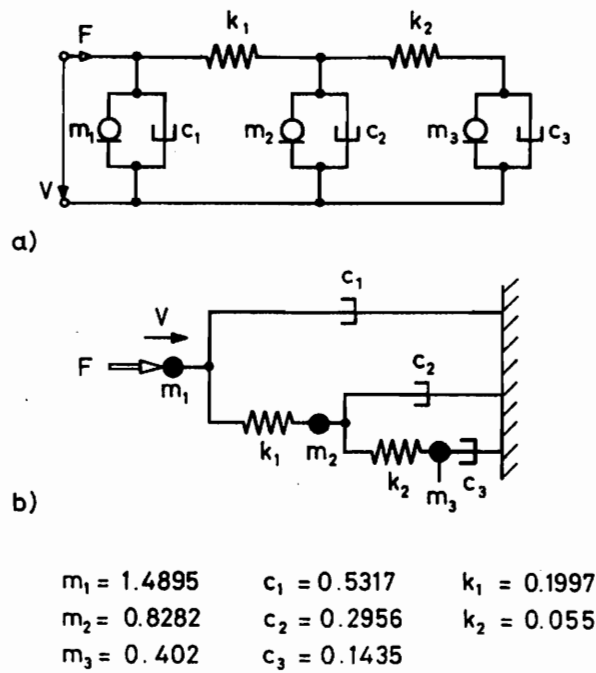 k₁ k₂
F
m₁ c₁ m₂ c₂ m₃ c₃
V
a)
c₁
V
F m₁ c₂
k₁ m₂ k₂ m₃ c₃
b)
m₁ = 1.4895 c₁ = 0.5317 k₁ = 0.1997
m₂ = 0.8282 c₂ = 0.2956 k₂ = 0.055
m₃ = 0.402 c₃ = 0.1435